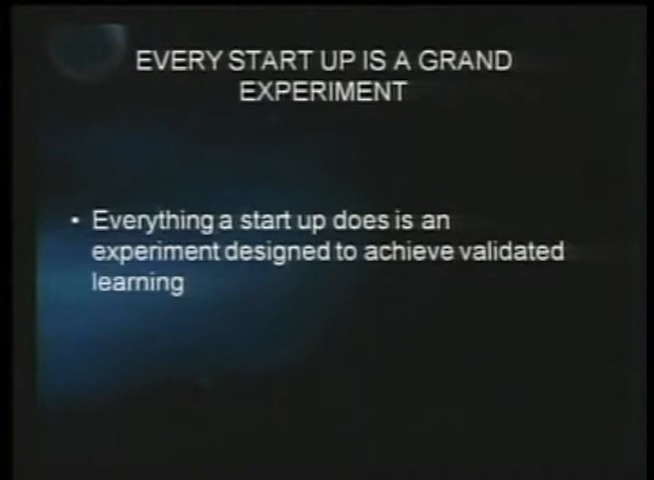 EVERY START UP IS A GRAND
EXPERIMENT
• Everything a start up does is an
experiment designed to achieve validated
learning